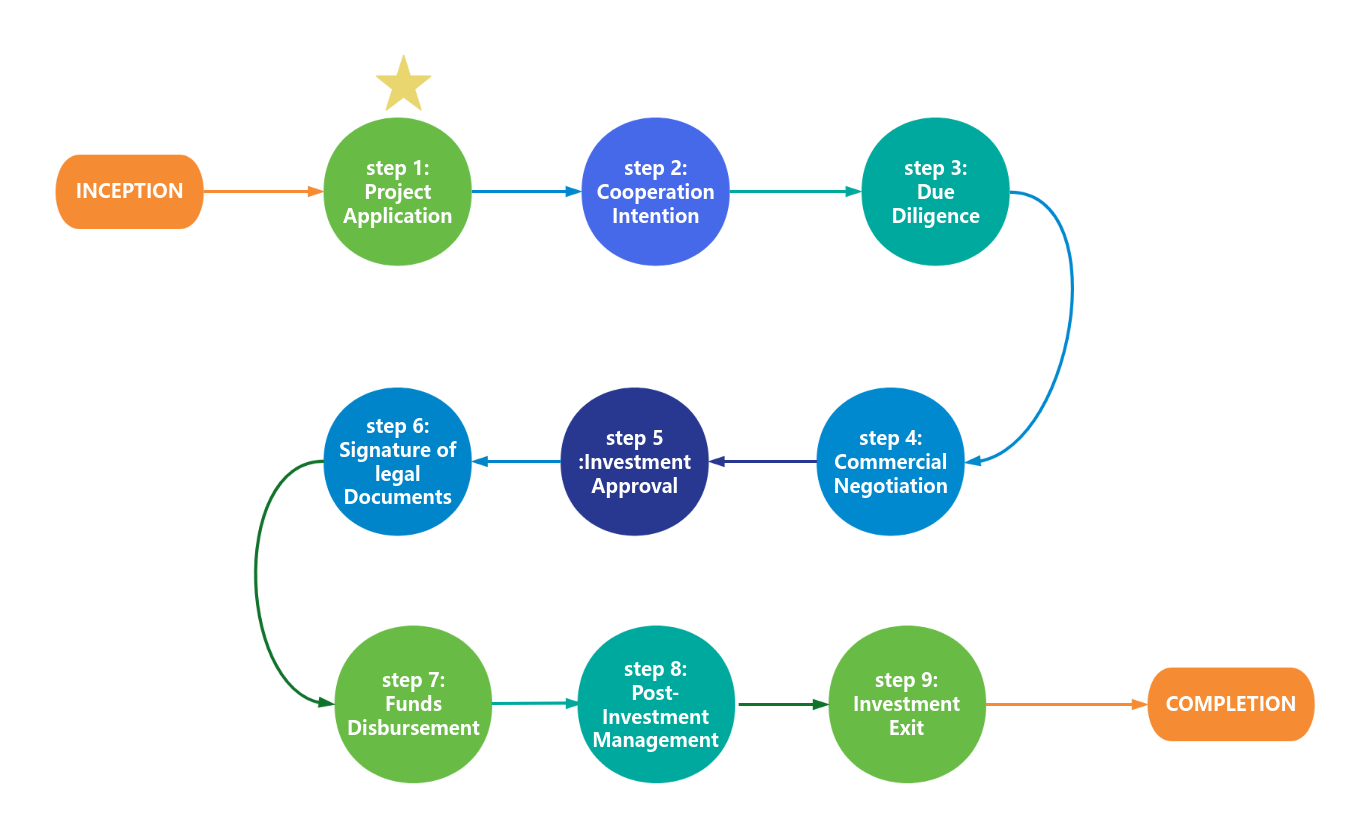 INCEPTION
step 1:
Project
Application
step 2:
Cooperation
Intention
step 3:
Due
Diligence
step 4:
Commercial
Negotiation
step 5
:Investment
Approval
step 6:
Signature of
legal
Documents
step 7:
Funds
Disbursement
step 8:
Post-
Investment
Management
step 9:
Investment
Exit
COMPLETION